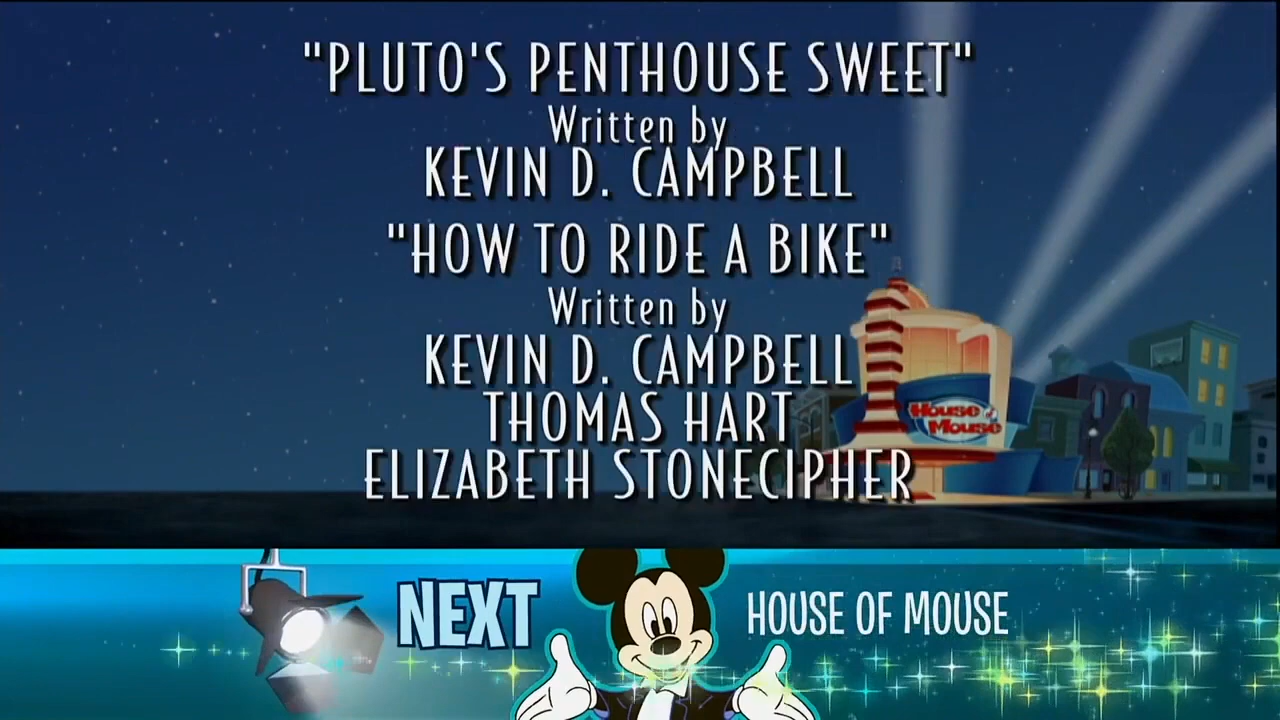 "PLUTO'S PENTHOUSE SWEET"
Written by
KEVIN D. CAMPBELL
"HOW TO RIDE A BIKE"
Written by
KEVIN D. CAMPBELL
THOMAS HART
ELIZABETH STONECIPHER
House of
Mouse
NEXT
HOUSE OF MOUSE